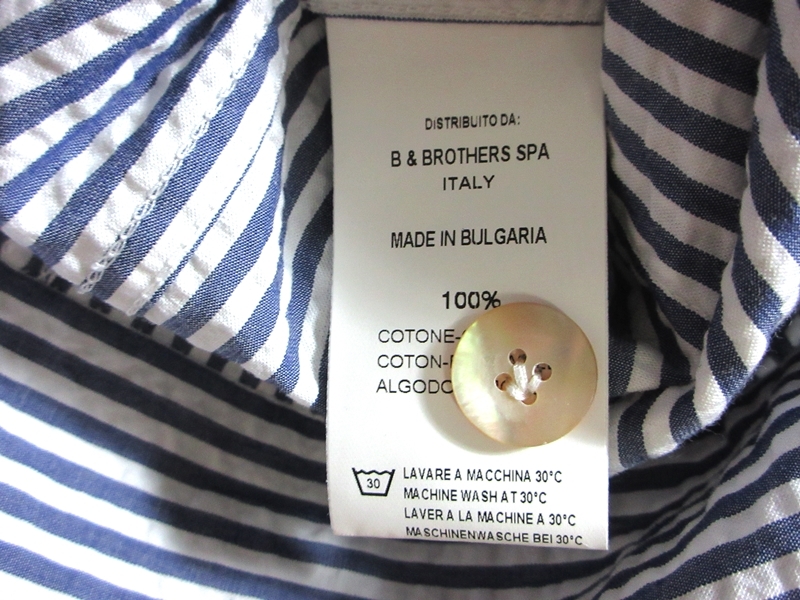 DISTRIBUITO DA:
B & BROTHERS SPA
ITALY
MADE IN BULGARIA
100%
COTONE-
COTON-
ALGODO
30
LAVARE A MACCHINA 30°C
MACHINE WASH AT 30°C
LAVER A LA MACHINE A 30°C
MASCHINENWASCHE BEI 30°C